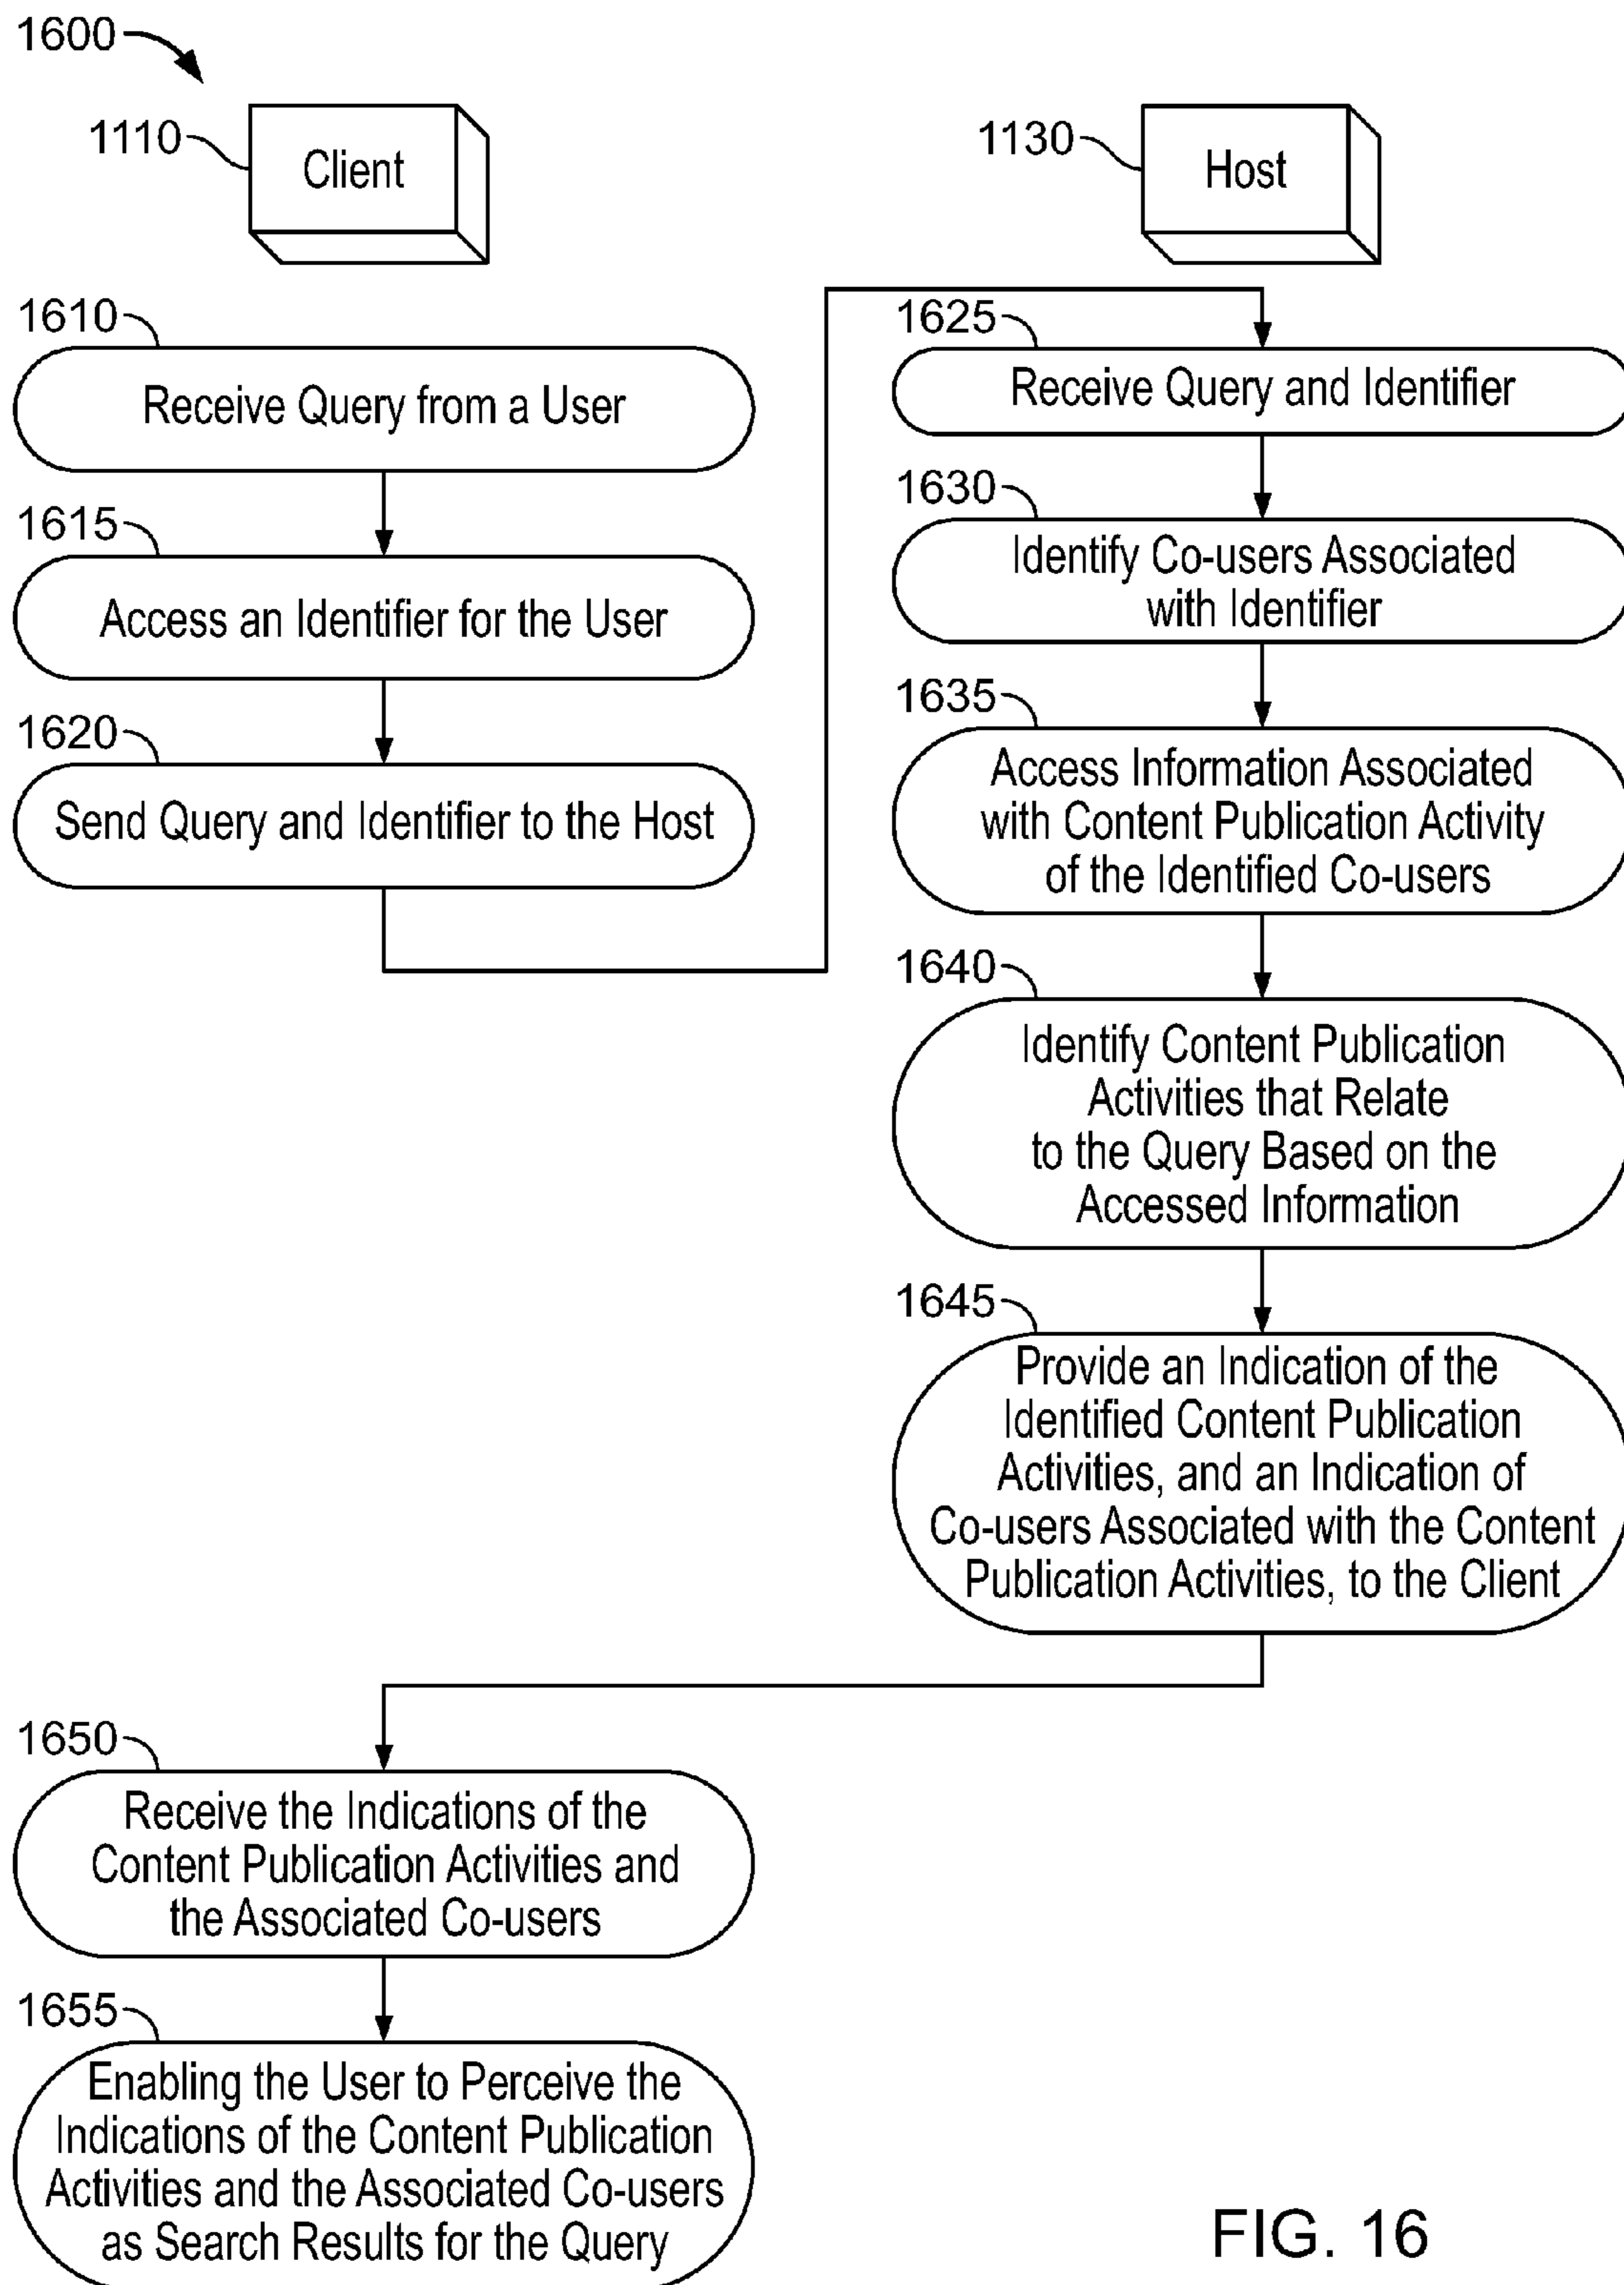 1600
1110
Client
1130
Host
1610
Receive Query from a User
1615
Access an Identifier for the User
1620
Send Query and Identifier to the Host
1625
Receive Query and Identifier
1630
Identify Co-users Associated
with Identifier
1635
Access Information Associated
with Content Publication Activity
of the Identified Co-users
1640
Identify Content Publication
Activities that Relate
to the Query Based on the
Accessed Information
1645
Provide an Indication of the
Identified Content Publication
Activities, and an Indication of
Co-users Associated with the Content
Publication Activities, to the Client
1650
Receive the Indications of the
Content Publication Activities and
the Associated Co-users
1655
Enabling the User to Perceive the
Indications of the Content Publication
Activities and the Associated Co-users
as Search Results for the Query
FIG. 16